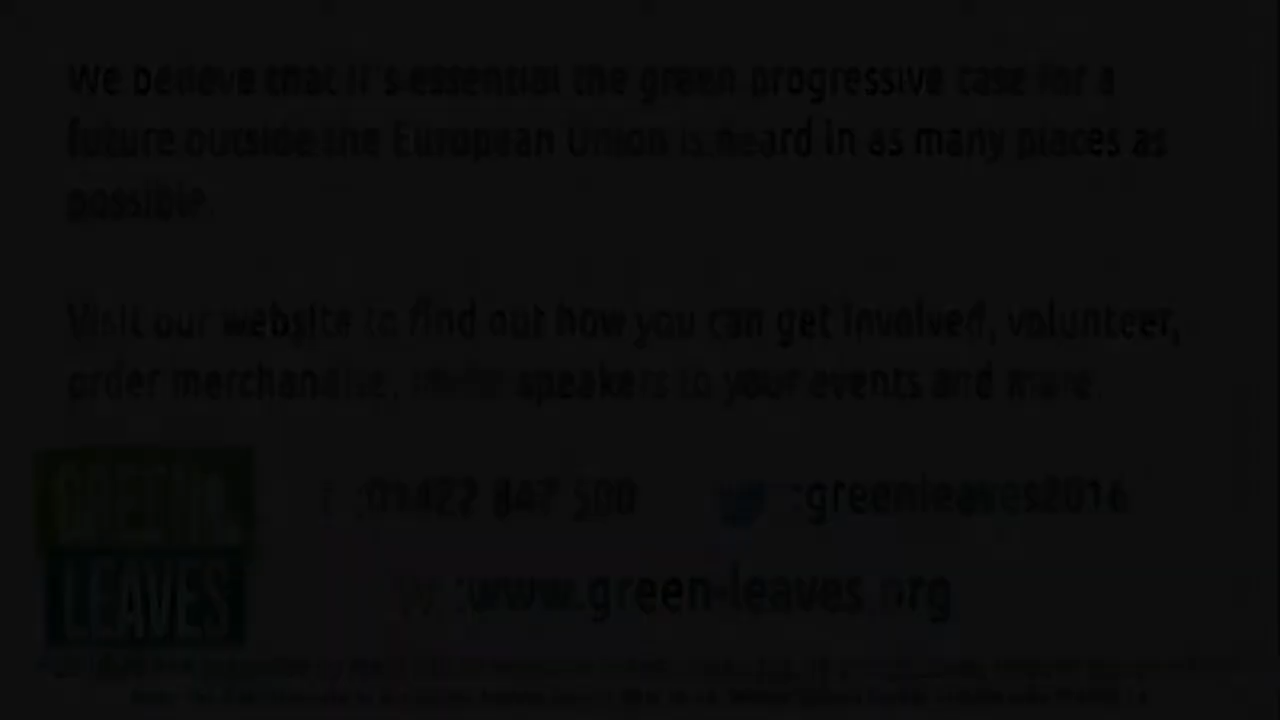 We believe that it's essential the green progressive case for a
future outside the European Union is heard in as many places as
possible.
Visit our website to find out how you can get involved, volunteer,
order merchandise, invite speakers to your events and more.
GREEN
LEAVES
:01422 847 500
:greenleaves2016
W: :www.green-leaves.org